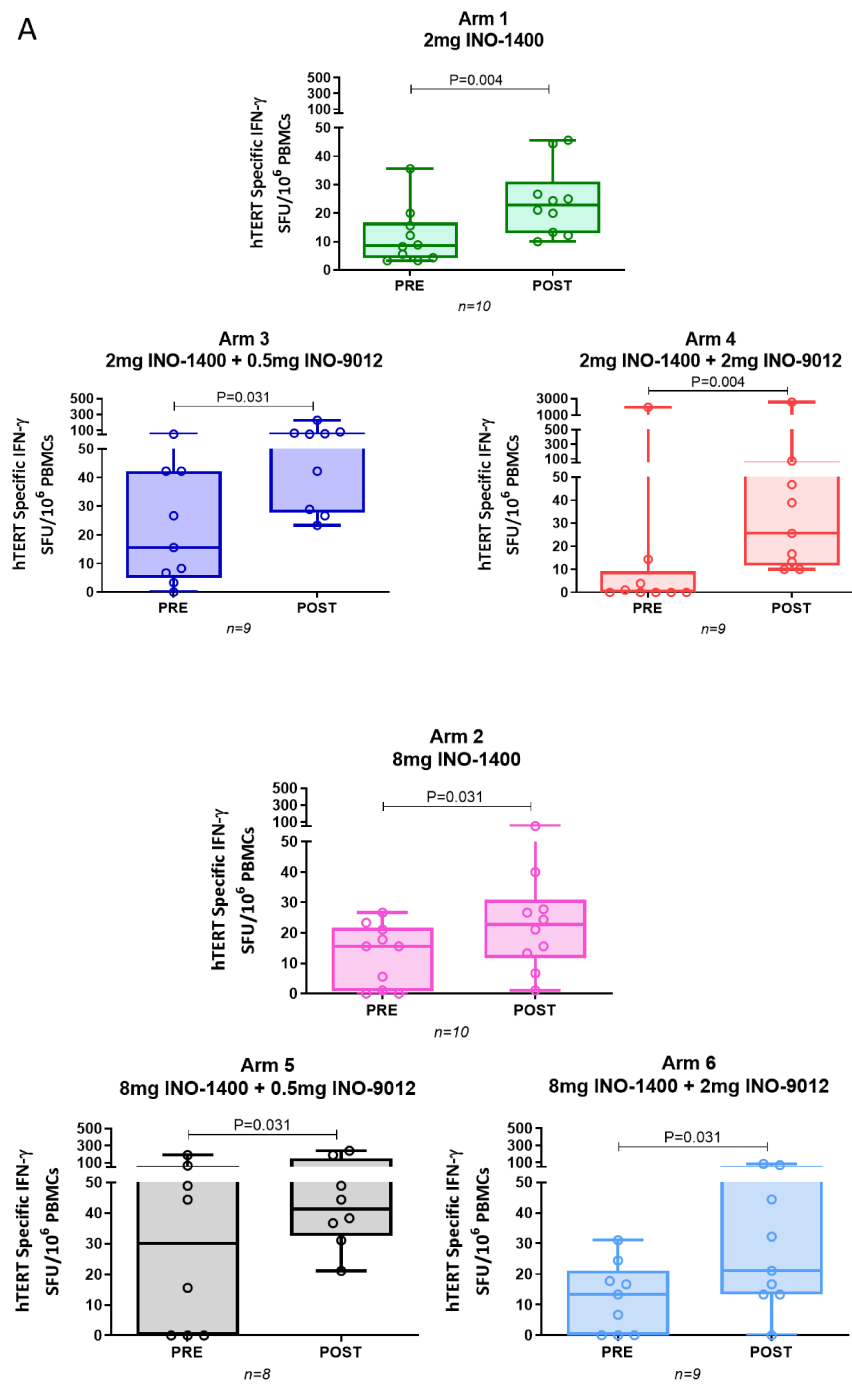 A
Arm 1
2mg INO-1400
hTERT Specific IFN-γ
SFU/10⁶ PBMCs
500
300
100
50
40
30
20
10
0
P=0.004
PRE
POST
n=10
Arm 3
2mg INO-1400 + 0.5mg INO-9012
hTERT Specific IFN-γ
SFU/10⁶ PBMCs
500
300
100
50
40
30
20
10
0
P=0.031
PRE
POST
n=9
Arm 4
2mg INO-1400 + 2mg INO-9012
hTERT Specific IFN-γ
SFU/10⁶ PBMCs
3000
1000
500
300
100
50
40
30
20
10
0
P=0.004
PRE
POST
n=9
Arm 2
8mg INO-1400
hTERT Specific IFN-γ
SFU/10⁶ PBMCs
500
300
100
50
40
30
20
10
0
P=0.031
PRE
POST
n=10
Arm 5
8mg INO-1400 + 0.5mg INO-9012
hTERT Specific IFN-γ
SFU/10⁶ PBMCs
500
300
100
50
40
30
20
10
0
P=0.031
PRE
POST
n=8
Arm 6
8mg INO-1400 + 2mg INO-9012
hTERT Specific IFN-γ
SFU/10⁶ PBMCs
500
300
100
50
40
30
20
10
0
P=0.031
PRE
POST
n=9